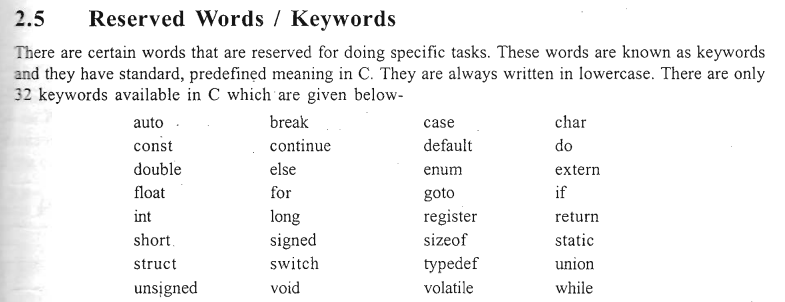 2.5 Reserved Words / Keywords
There are certain words that are reserved for doing specific tasks. These words are known as keywords
and they have standard, predefined meaning in C. They are always written in lowercase. There are only
32 keywords available in C which are given below-
auto break case char
const continue default do
double else enum extern
float for goto if
int long register return
short signed sizeof static
struct switch typedef union
unsigned void volatile while